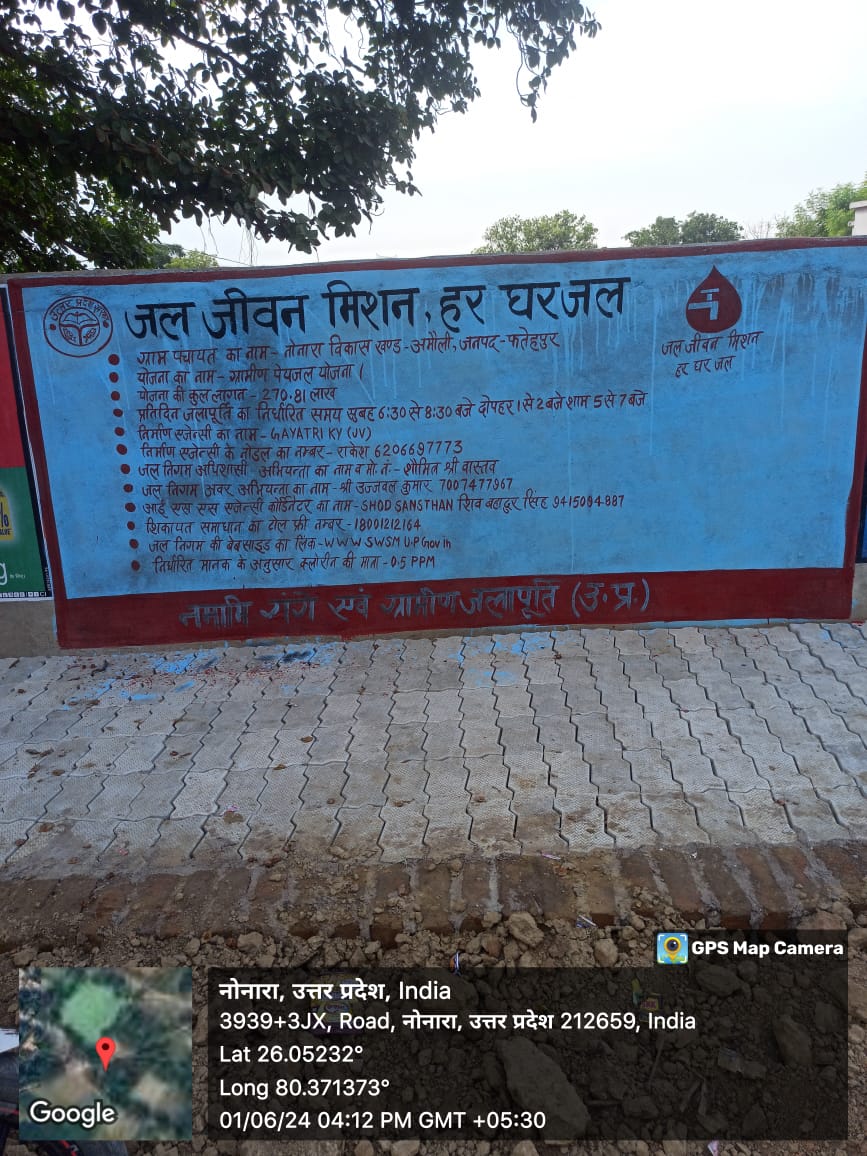 जल जीवन मिशन, हर घर जल
जल जीवन मिशन
हर घर जल
ग्राम पंचायत का नाम - नोनारा विकास खण्ड - अमौली, जनपद - फतेहपुर
योजना का नाम - ग्रामीण पेयजल योजना।
योजना की कुल लागत - 270.81 लाख
प्रतिदिन जलापूर्ति का निर्धारित समय सुबह 6:30 से 8:30 बजे दोपहर 1 से 2 बजे शाम 5 से 7 बजे
निर्माण एजेन्सी का नाम - GAYATRI KY (JV)
निर्माण एजेन्सी के नोडल का नम्बर - राकेश 6206697773
जल निगम अधिशासी अभियन्ता का नाम व मो. नं. - शौमित श्री वास्तव
जल निगम अवर अभियन्ता का नाम - श्री उज्जवल कुमार 7007477967
आई एस एस एजेन्सी कोर्डिनेटर का नाम - SHOD SANSTHAN शिव बहादुर सिंह 9415094887
शिकायत समाधान का टोल फ्री नम्बर - 18001212164
जल निगम की बेबसाइड का लिंक - WWW SWSM U.P Gov in
निर्धारित मानक के अनुसार क्लोरीन की मात्रा - 0.5 PPM
नमामि गंगे एवं ग्रामीण जलापूर्ति (उ. प्र.)
GPS Map Camera
नोनारा, उत्तर प्रदेश, India
3939+3JX, Road, नोनारा, उत्तर प्रदेश 212659, India
Lat 26.05232°
Long 80.371373°
01/06/24 04:12 PM GMT +05:30
Google